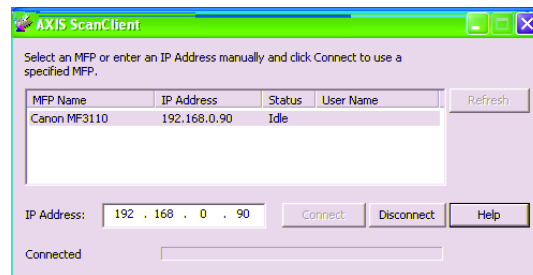 AXIS ScanClient
Select an MFP or enter an IP Address manually and click Connect to use a
specified MFP.
MFP Name IP Address Status User Name
Refresh
Canon MF3110 192.168.0.90 Idle
IP Address: 192 . 168 . 0 . 90 Connect Disconnect Help
Connected